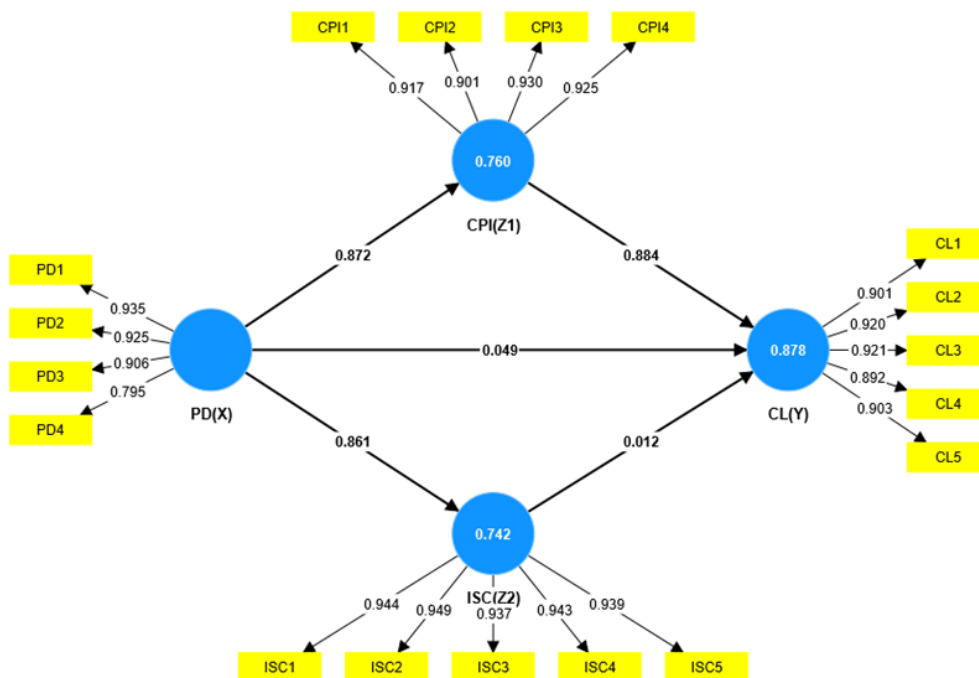 CPI1
CPI2
CPI3
CPI4
0.917
0.901
0.930
0.925
0.760
CPI(Z1)
0.872
0.884
PD1
PD2
PD3
PD4
0.935
0.925
0.906
0.795
PD(X)
0.049
0.878
CL(Y)
CL1
CL2
CL3
CL4
CL5
0.901
0.920
0.921
0.892
0.903
0.861
0.012
0.742
ISC(Z2)
0.944
0.949
0.937
0.943
0.939
ISC1
ISC2
ISC3
ISC4
ISC5